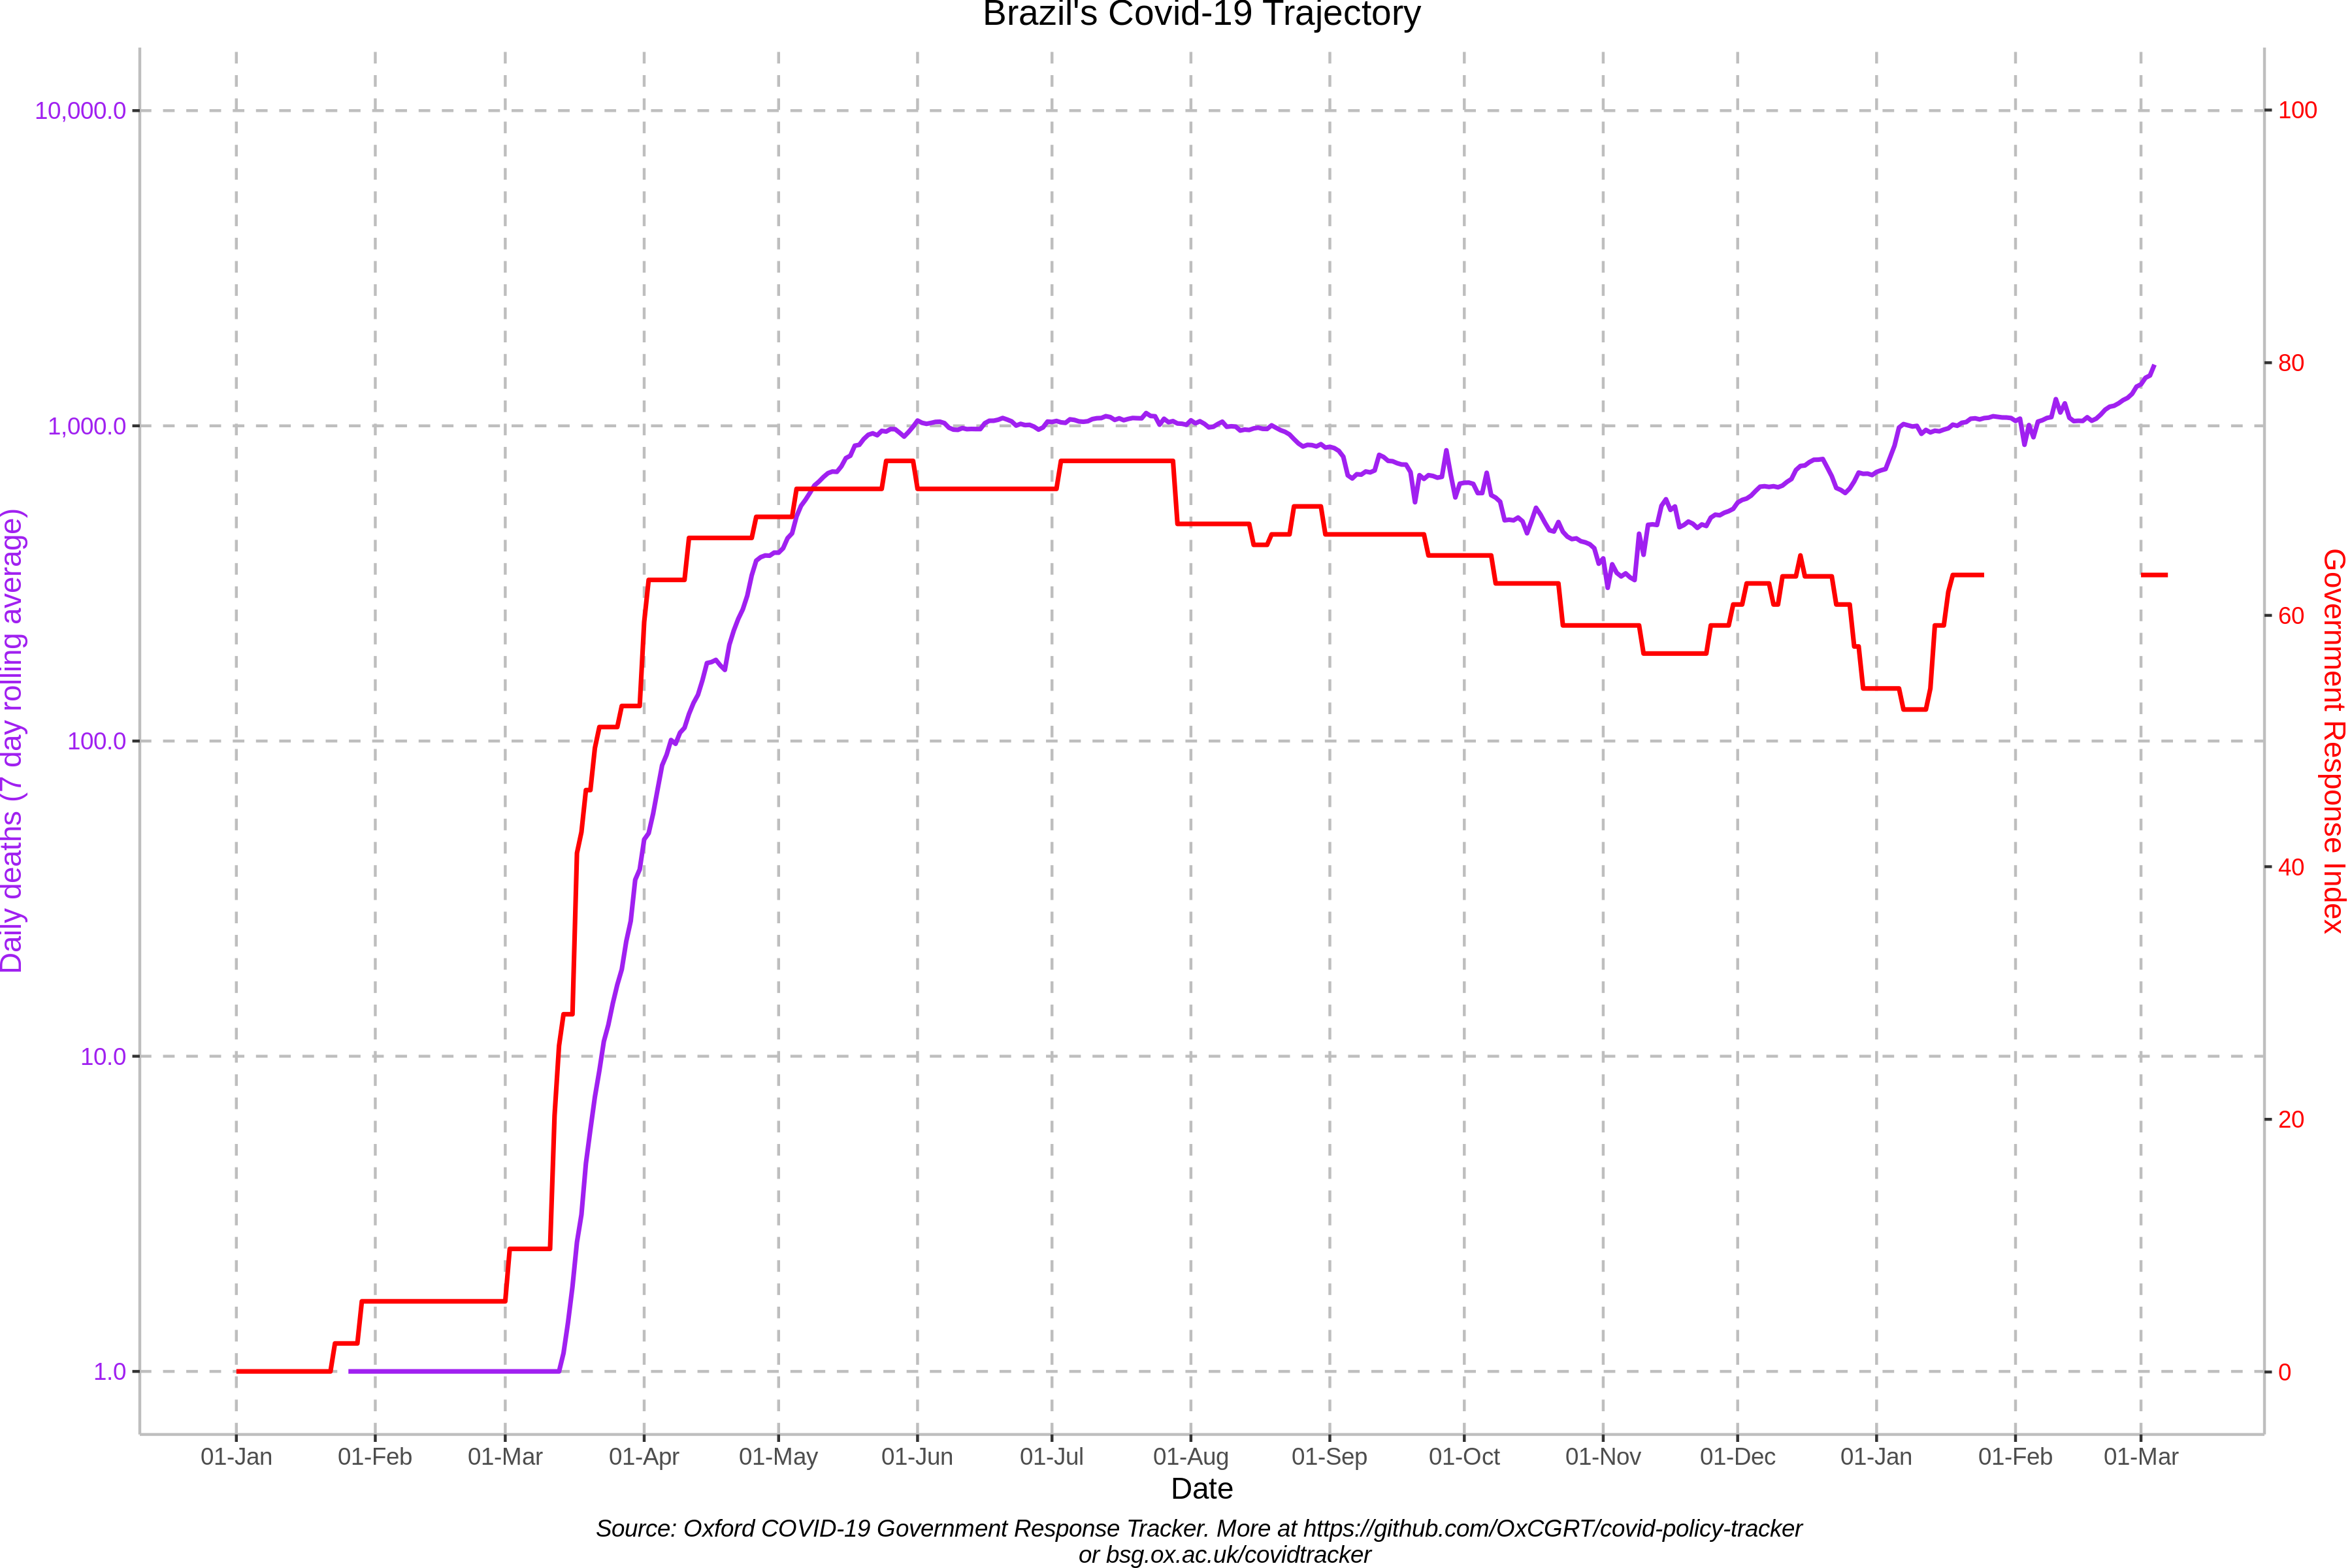 Brazil's Covid-19 Trajectory
10,000.0
1,000.0
100.0
10.0
1.0
Daily deaths (7 day rolling average)
100
80
60
40
20
0
Government Response Index
01-Jan 01-Feb 01-Mar 01-Apr 01-May 01-Jun 01-Jul 01-Aug 01-Sep 01-Oct 01-Nov 01-Dec 01-Jan 01-Feb 01-Mar
Date
Source: Oxford COVID-19 Government Response Tracker. More at https://github.com/OxCGRT/covid-policy-tracker
or bsg.ox.ac.uk/covidtracker